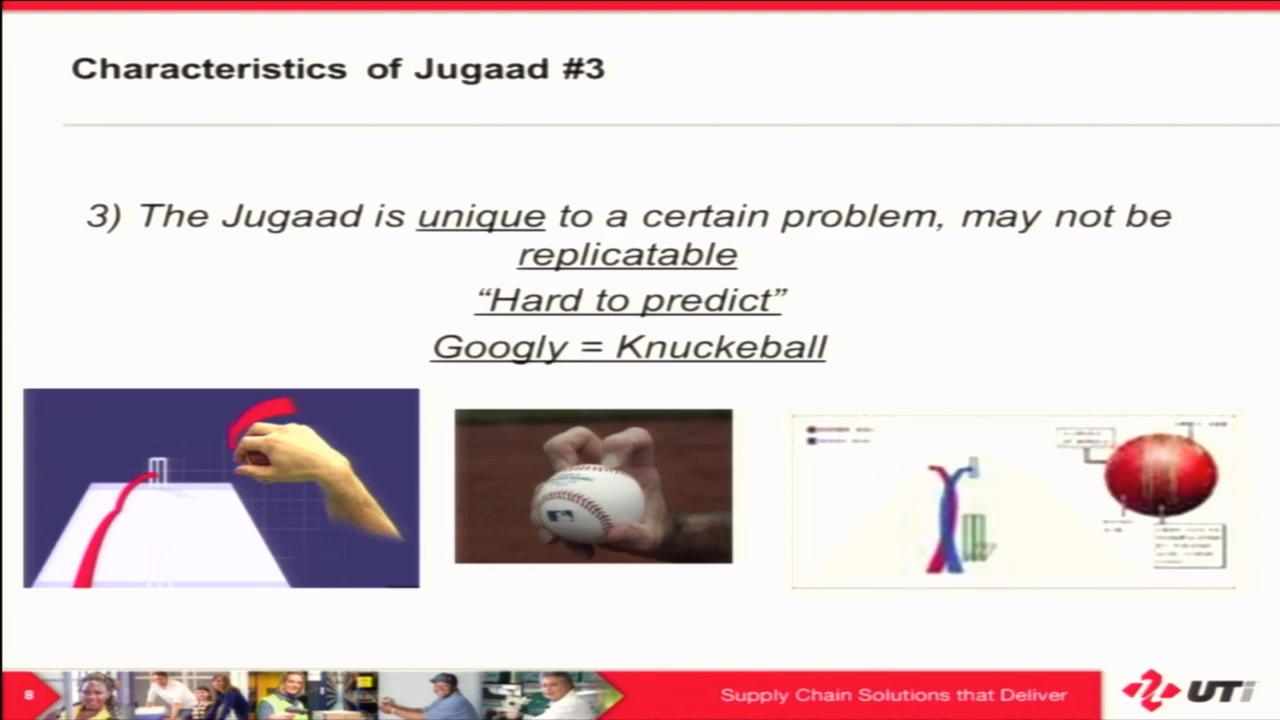 Characteristics of Jugaad #3
3) The Jugaad is unique to a certain problem, may not be
replicatable
“Hard to predict”
Googly = Knuckeball
8
Supply Chain Solutions that Deliver
UTi